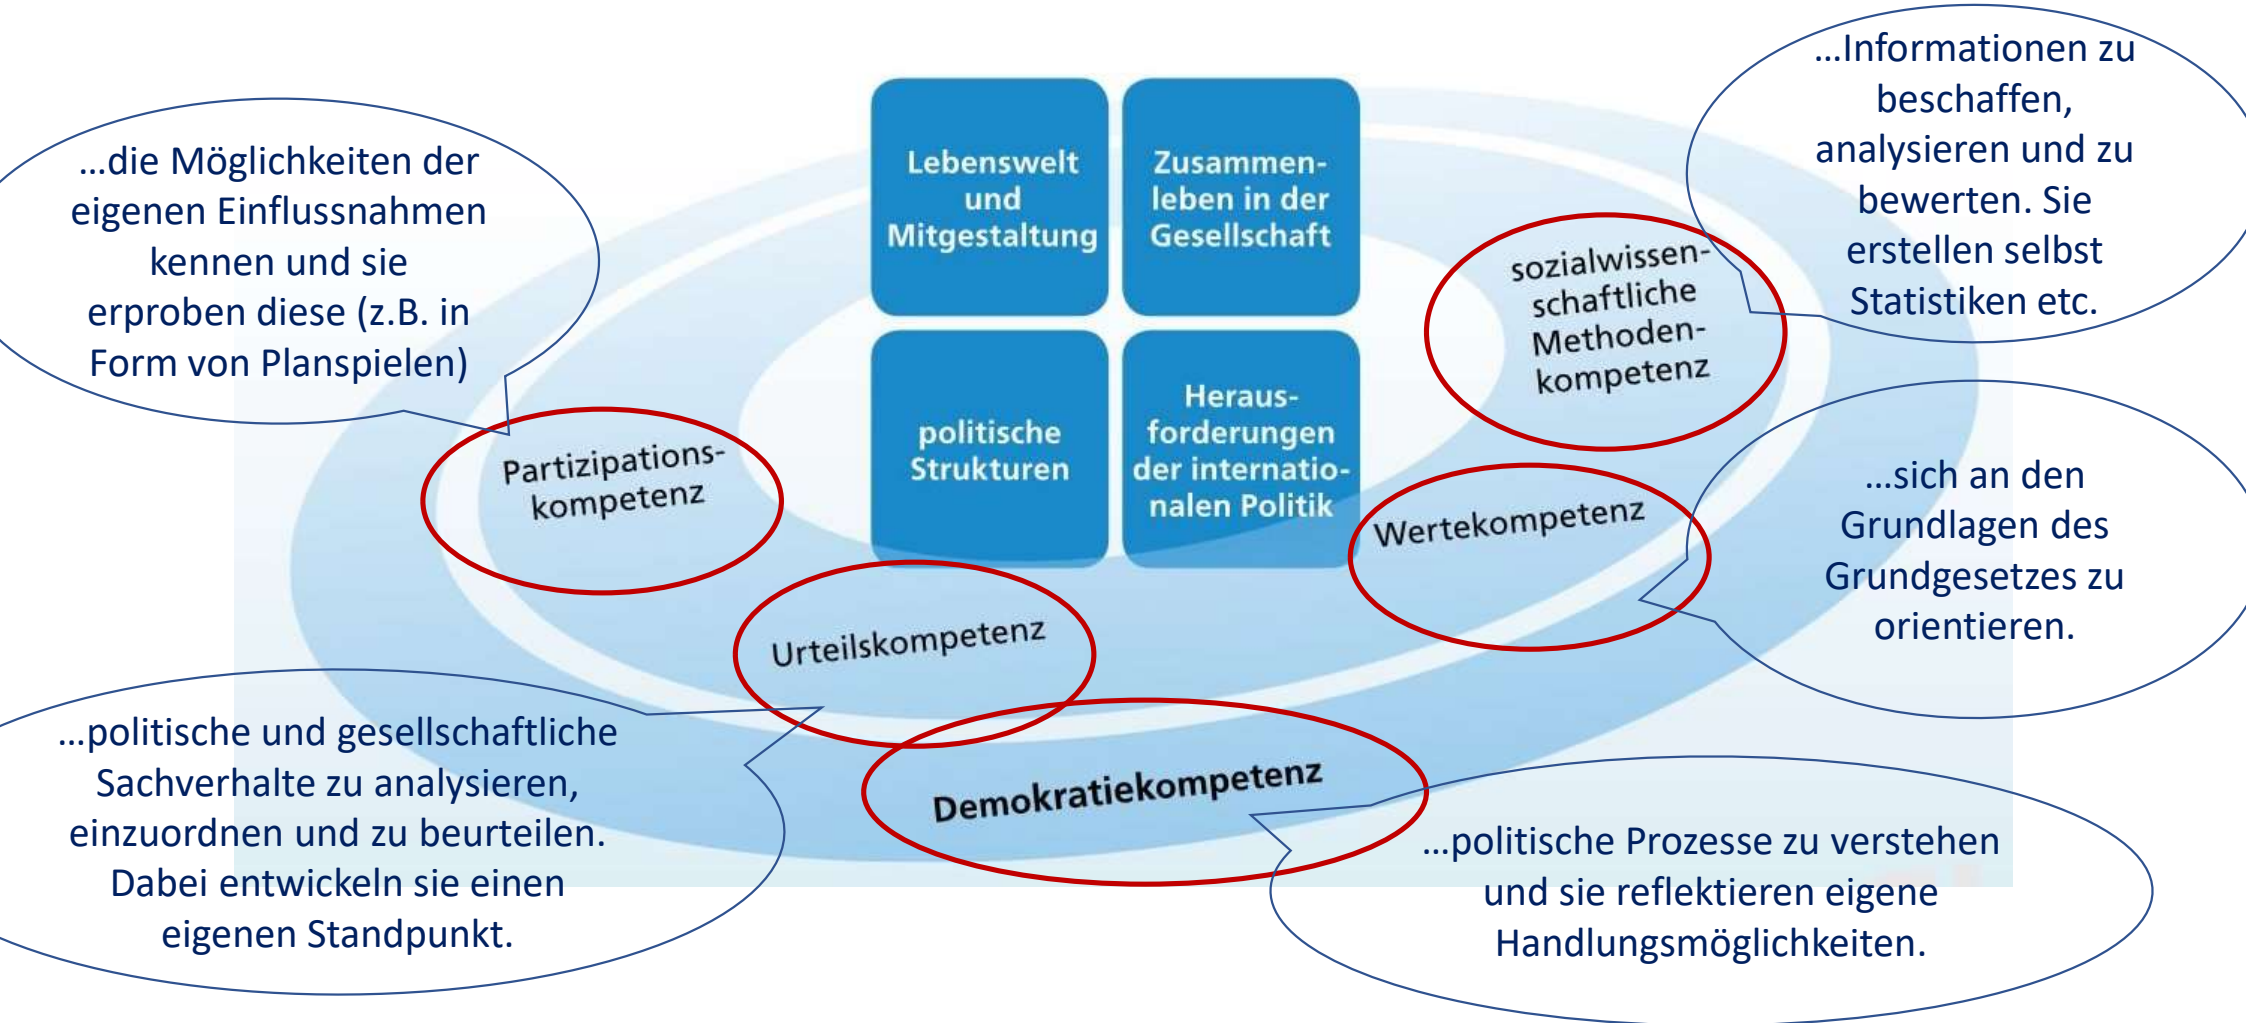 …die Möglichkeiten der
eigenen Einflussnahmen
kennen und sie
erproben diese (z.B. in
Form von Planspielen)
Lebenswelt
und
Mitgestaltung
Zusammen-
leben in der
Gesellschaft
politische
Strukturen
Heraus-
forderungen
der internatio-
nalen Politik
…Informationen zu
beschaffen,
analysieren und zu
bewerten. Sie
erstellen selbst
Statistiken etc.
sozialwissen-
schaftliche
Methoden-
kompetenz
Partizipations-
kompetenz
Wertekompetenz
…sich an den
Grundlagen des
Grundgesetzes zu
orientieren.
Urteilskompetenz
…politische und gesellschaftliche
Sachverhalte zu analysieren,
einzuordnen und zu beurteilen.
Dabei entwickeln sie einen
eigenen Standpunkt.
Demokratiekompetenz
…politische Prozesse zu verstehen
und sie reflektieren eigene
Handlungsmöglichkeiten.